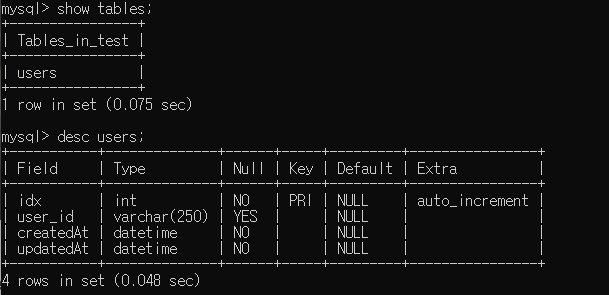 mysql> show tables;
+----------------+
| Tables_in_test |
+----------------+
| users          |
+----------------+
1 row in set (0.075 sec)
mysql> desc users;
+-----------+--------------+------+-----+---------+----------------+
| Field     | Type         | Null | Key | Default | Extra          |
+-----------+--------------+------+-----+---------+----------------+
| idx       | int          | NO   | PRI | NULL    | auto_increment |
| user_id   | varchar(250) | YES  |     | NULL    |                |
| createdAt | datetime     | NO   |     | NULL    |                |
| updatedAt | datetime     | NO   |     | NULL    |                |
+-----------+--------------+------+-----+---------+----------------+
4 rows in set (0.048 sec)